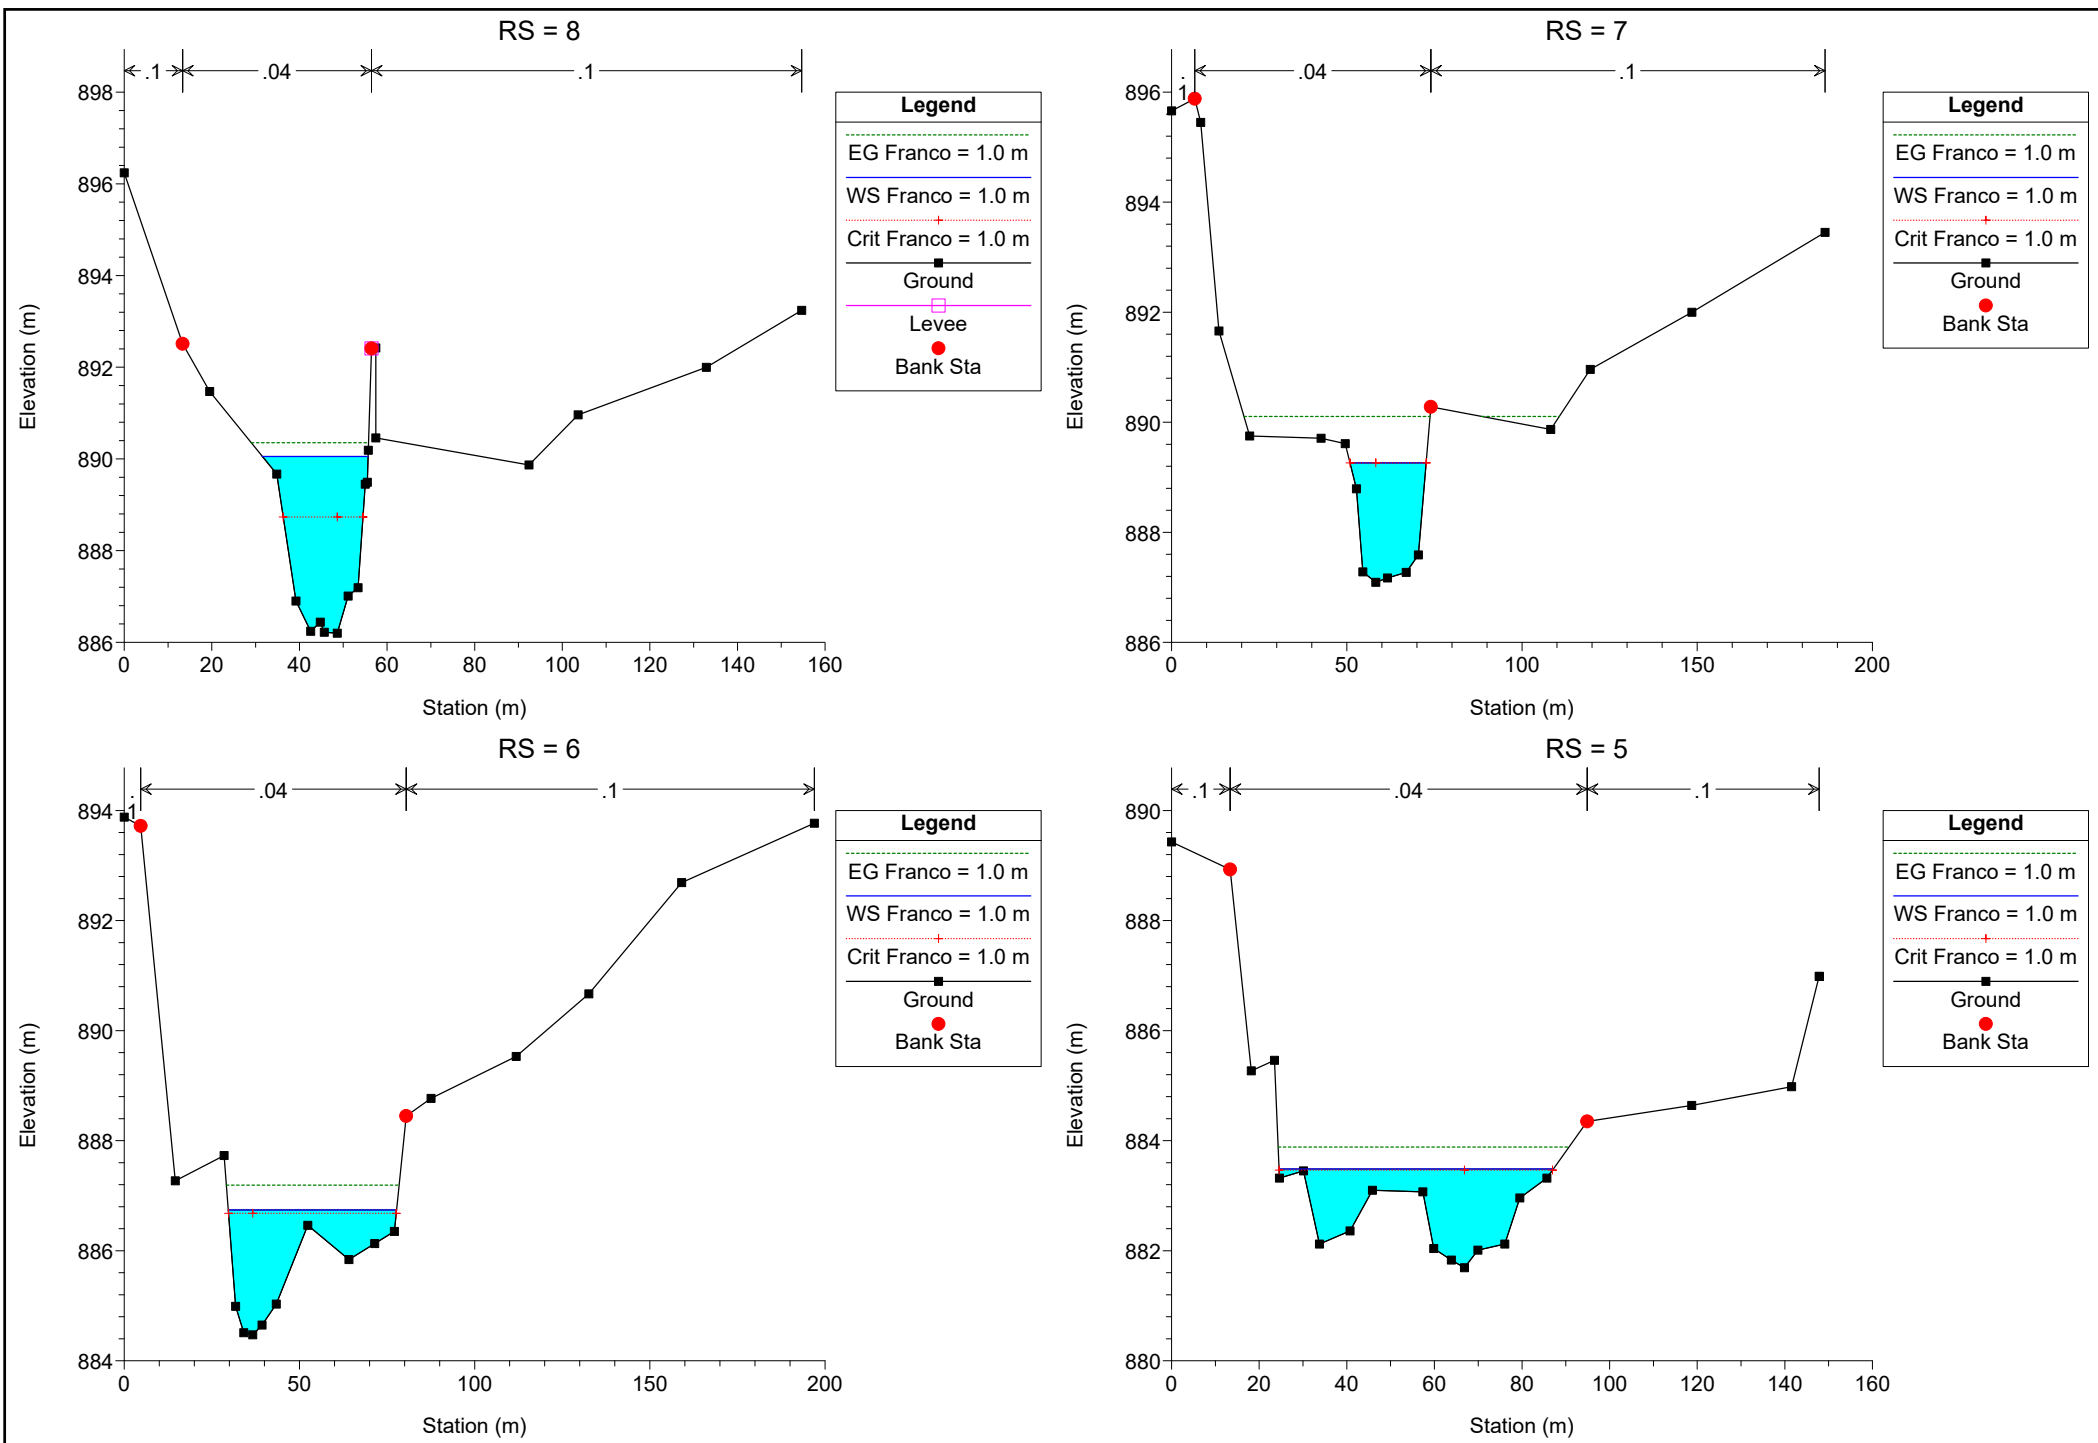 RS = 8
.1 .04 .1
898
896
894
892
890
888
886
0 20 40 60 80 100 120 140 160
Elevation (m)
Station (m)
Legend
EG Franco = 1.0 m
WS Franco = 1.0 m
Crit Franco = 1.0 m
Ground
Levee
Bank Sta
RS = 7
.
1
.04 .1
896
894
892
890
888
886
0 50 100 150 200
Elevation (m)
Station (m)
Legend
EG Franco = 1.0 m
WS Franco = 1.0 m
Crit Franco = 1.0 m
Ground
Bank Sta
RS = 6
.
1
.04 .1
894
892
890
888
886
884
0 50 100 150 200
Elevation (m)
Station (m)
Legend
EG Franco = 1.0 m
WS Franco = 1.0 m
Crit Franco = 1.0 m
Ground
Bank Sta
RS = 5
.1 .04 .1
890
888
886
884
882
880
0 20 40 60 80 100 120 140 160
Elevation (m)
Station (m)
Legend
EG Franco = 1.0 m
WS Franco = 1.0 m
Crit Franco = 1.0 m
Ground
Bank Sta